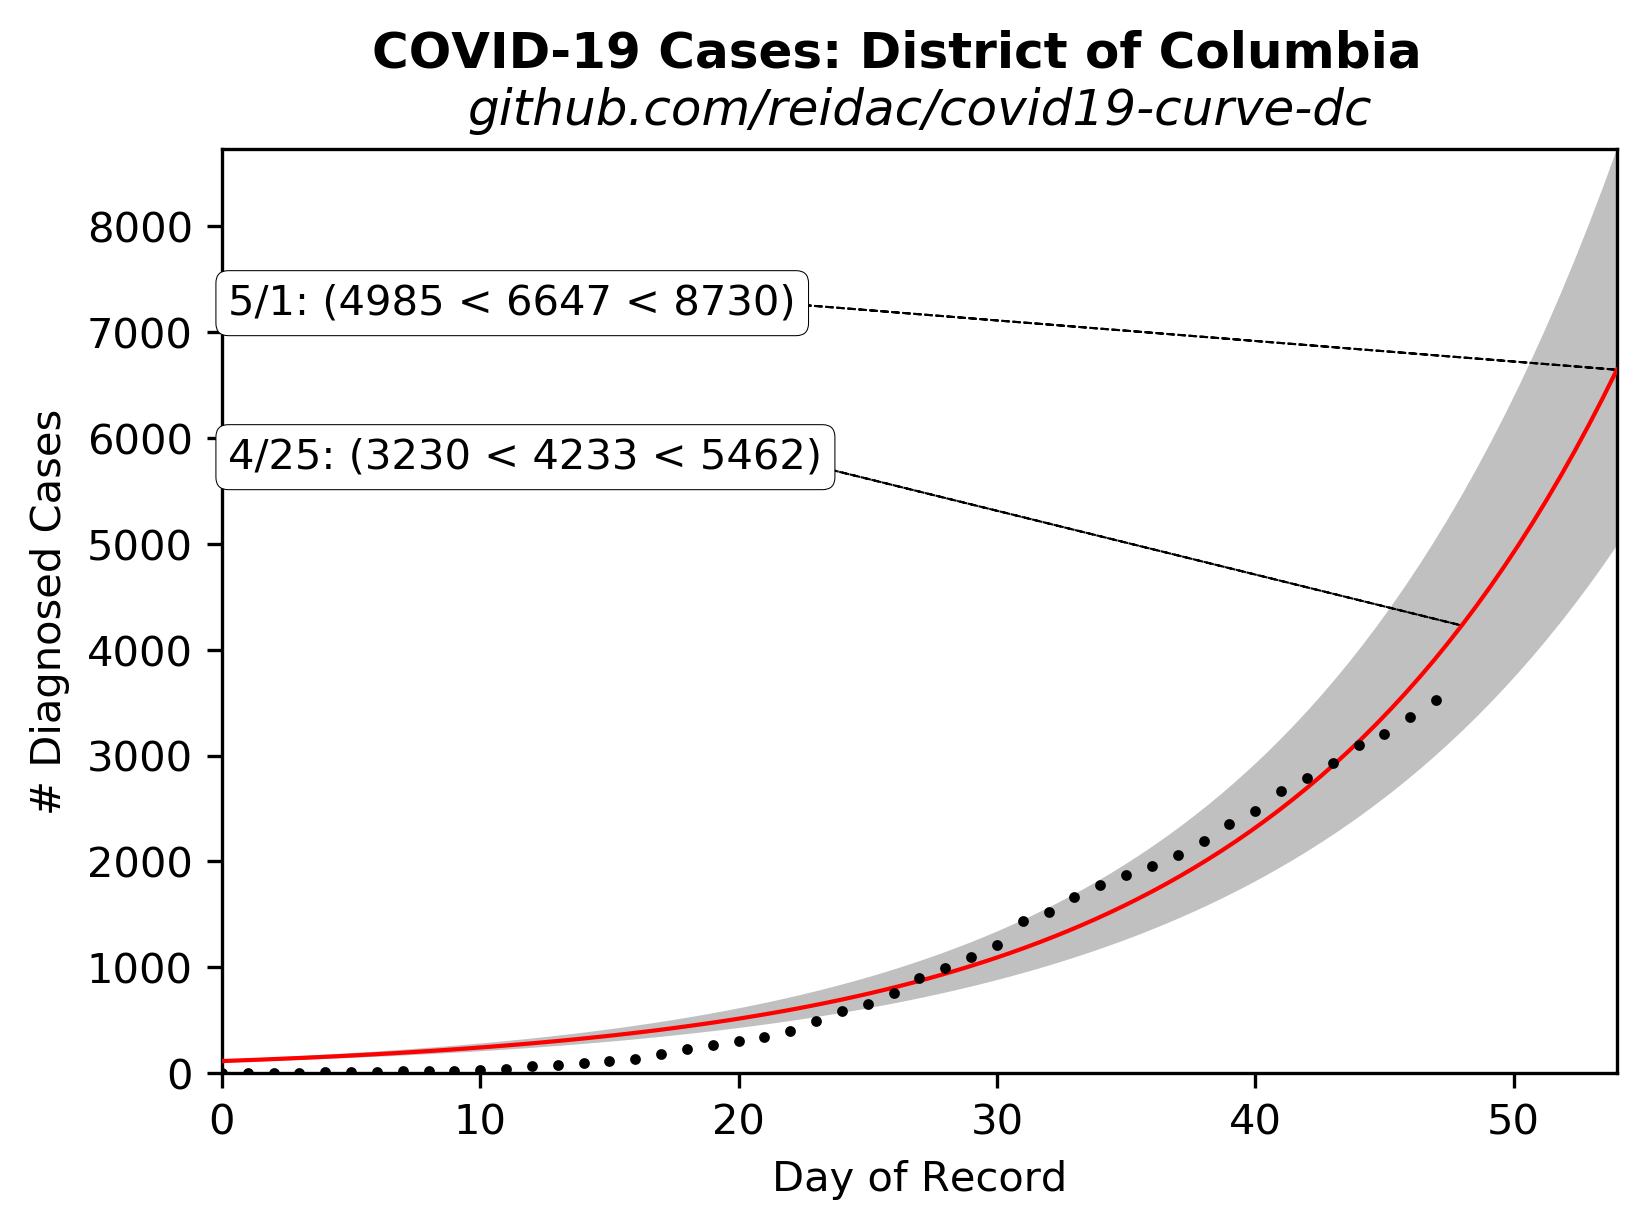 COVID-19 Cases: District of Columbia
github.com/reidac/covid19-curve-dc
8000
5/1: (4985 < 6647 < 8730)
7000
6000
4/25: (3230 < 4233 < 5462)
5000
4000
3000
2000
1000
0
# Diagnosed Cases
0 10 20 30 40 50
Day of Record